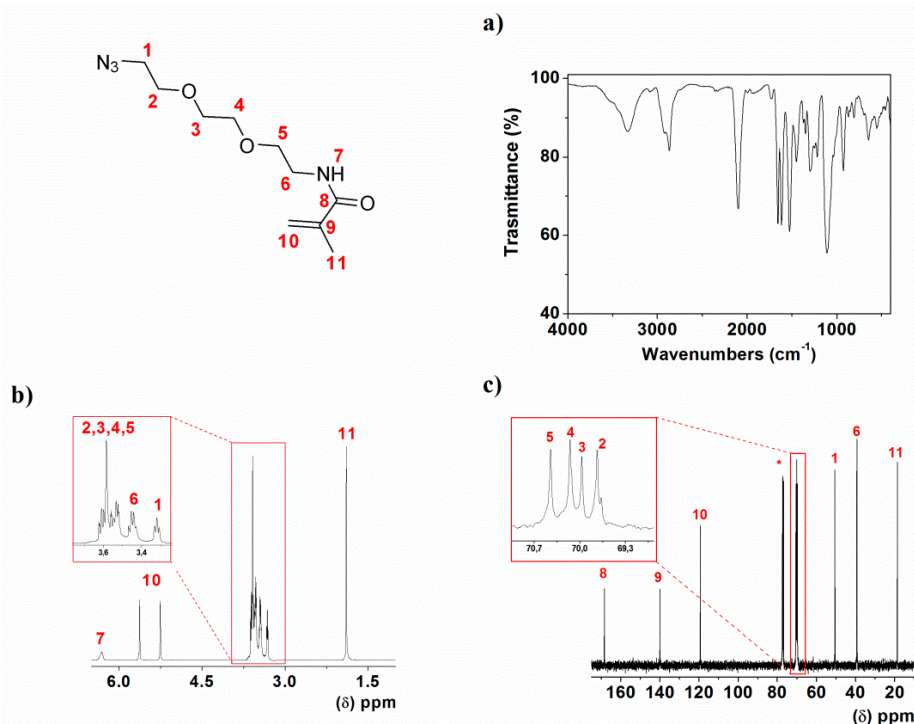 a)
1
N3
2
O
4
3
O
5
7
NH
6
8
O
9
10
11
100
80
60
40
Trasmittance (%)
4000 3000 2000 1000
Wavenumbers (cm-1)
b)
2,3,4,5
6
1
3,6 3,4
11
10
7
6.0 4.5 3.0 1.5
(δ) ppm
c)
5 4 3 2
70,7 70,0 69,3
*
6
1
11
10
8
9
160 140 120 100 80 60 40 20
(δ) ppm